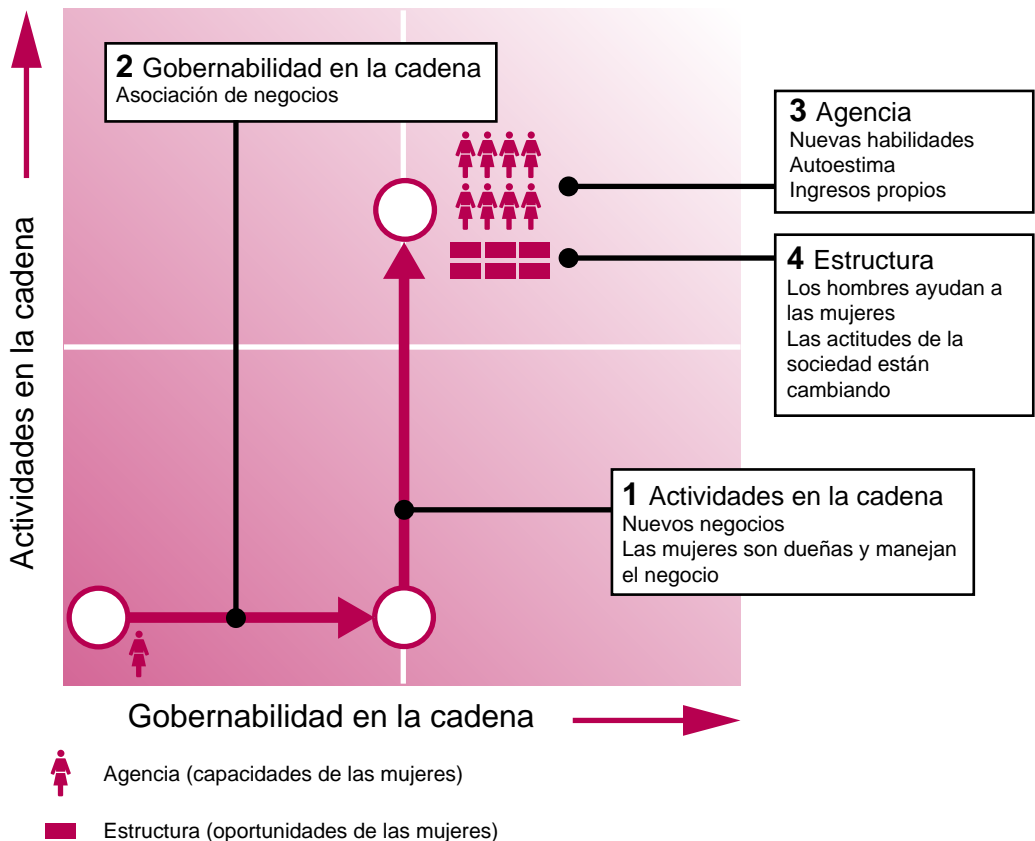 Actividades en la cadena
2 Gobernabilidad en la cadena
Asociación de negocios
3 Agencia
Nuevas habilidades
Autoestima
Ingresos propios
4 Estructura
Los hombres ayudan a
las mujeres
Las actitudes de la
sociedad están
cambiando
1 Actividades en la cadena
Nuevos negocios
Las mujeres son dueñas y manejan
el negocio
Gobernabilidad en la cadena
Agencia (capacidades de las mujeres)
Estructura (oportunidades de las mujeres)